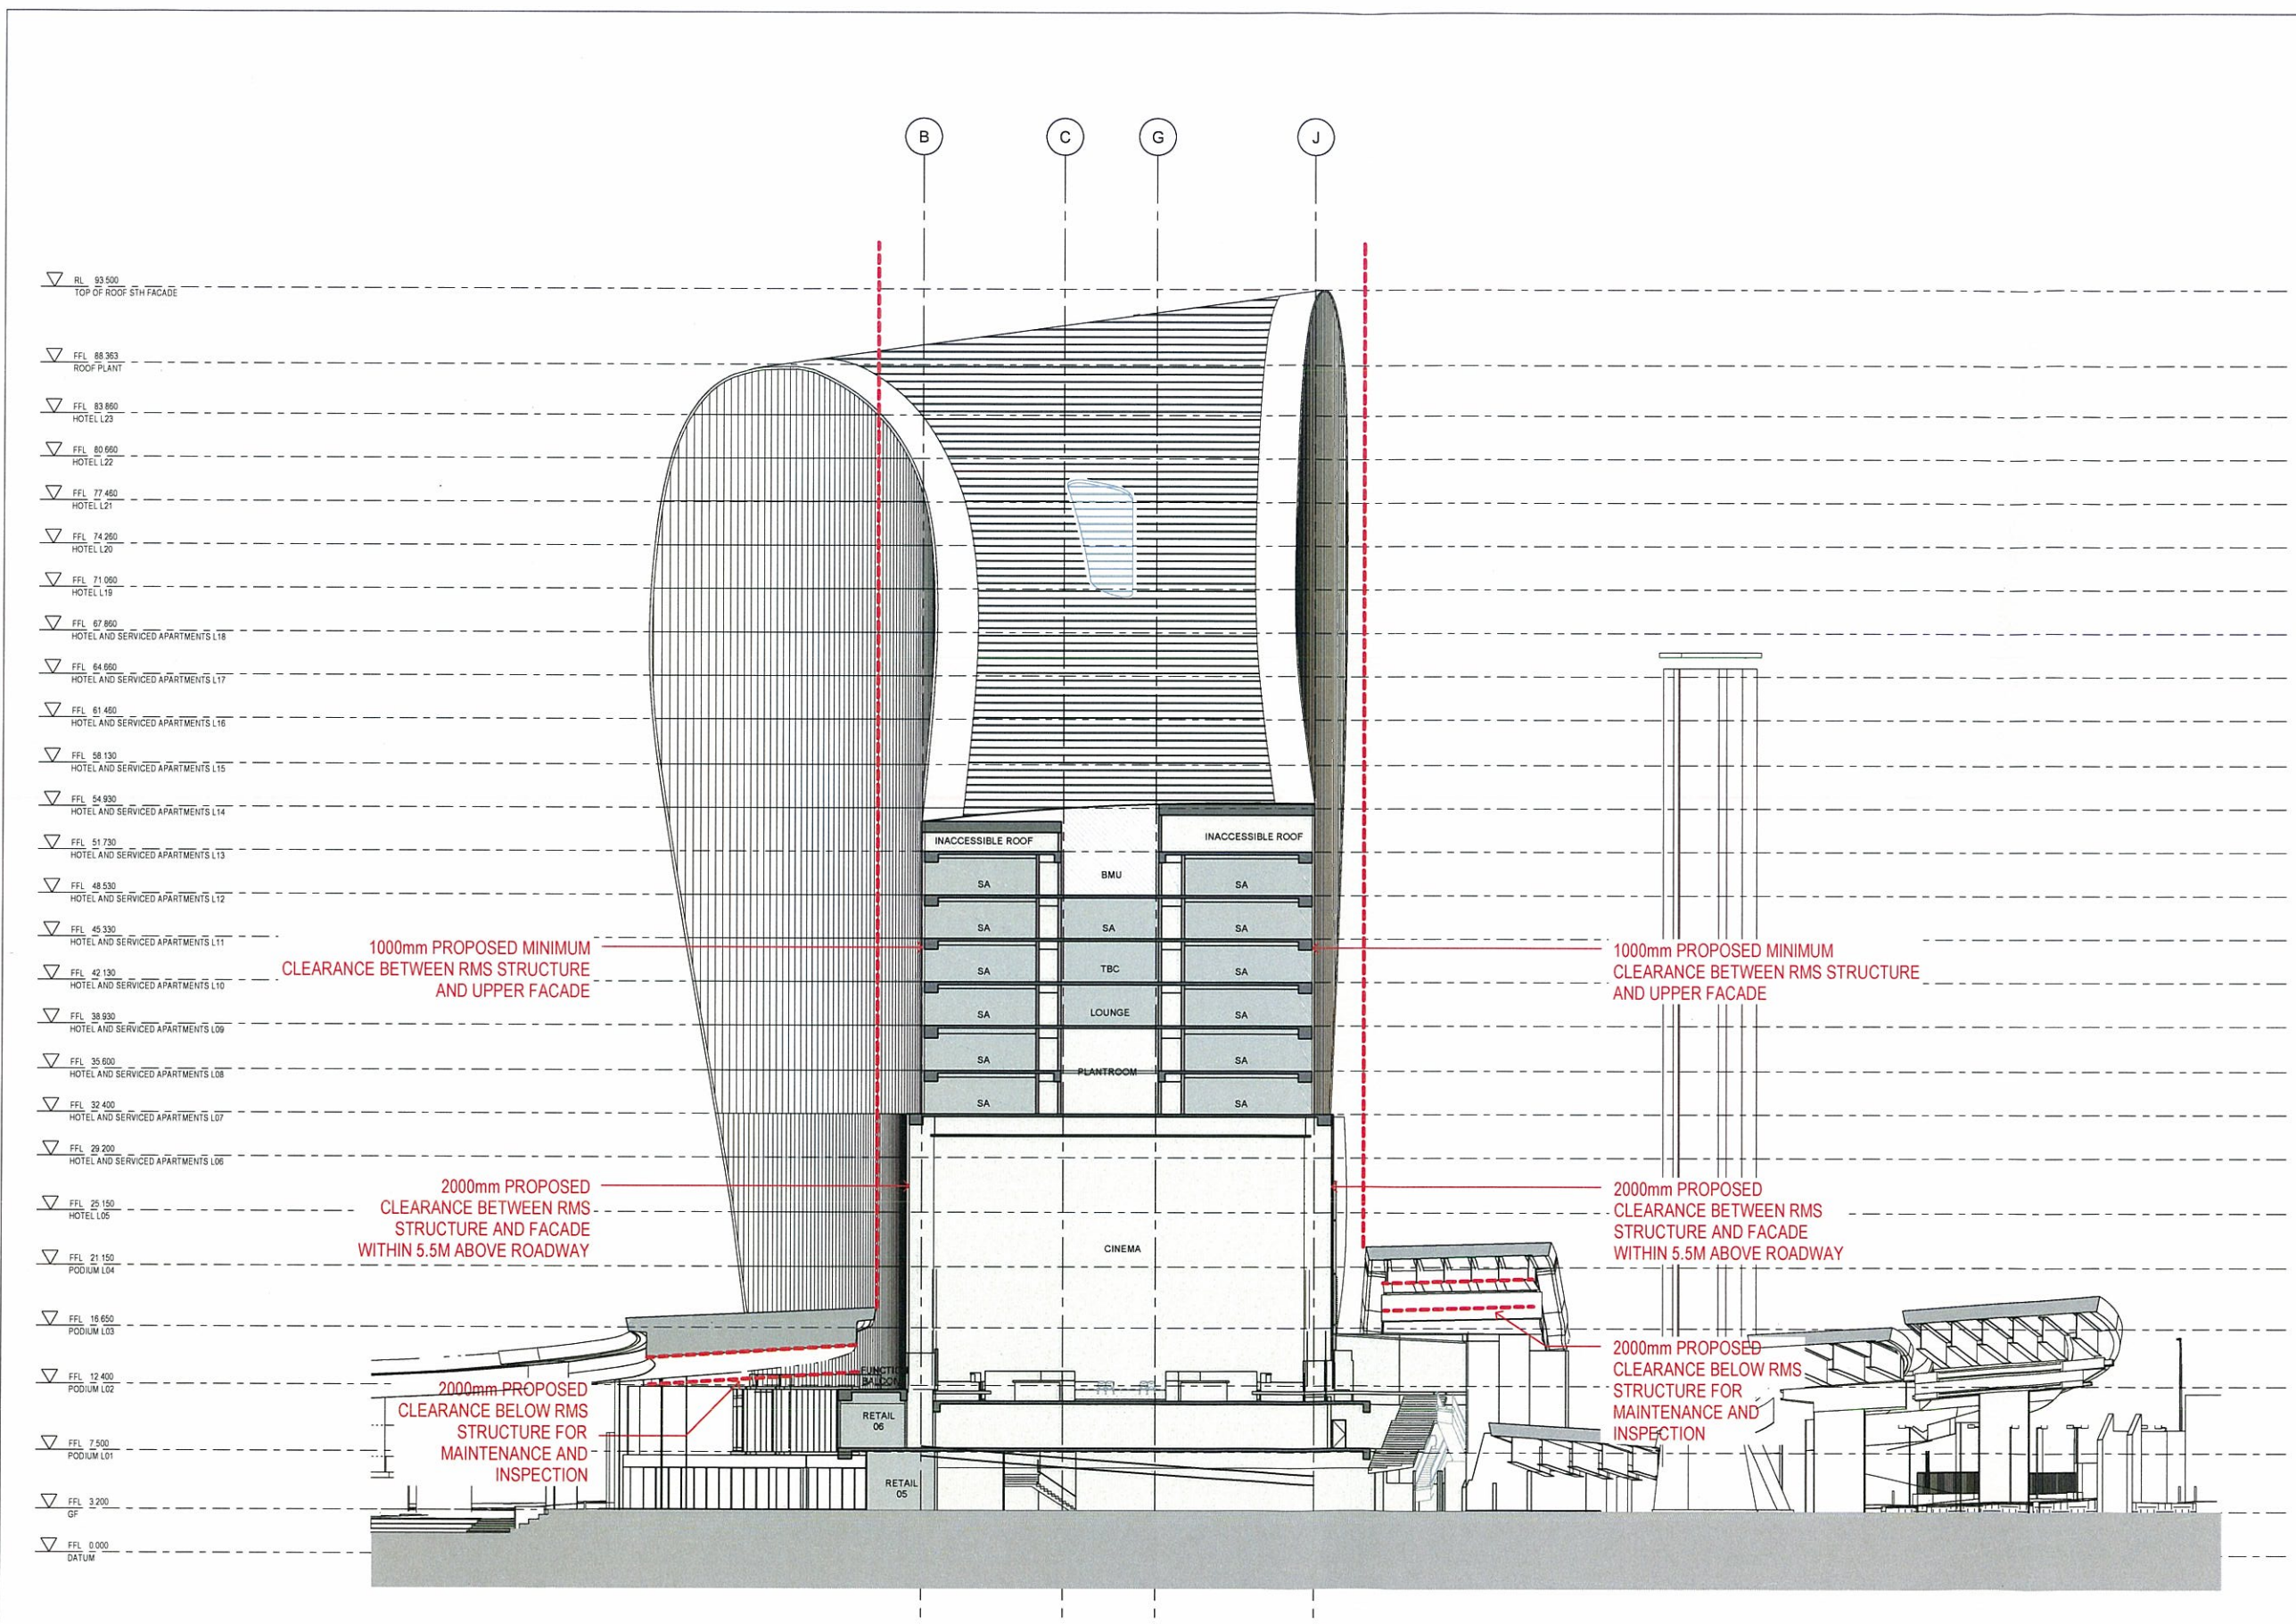 B
C
G
J
RL 93.500
TOP OF ROOF STH FACADE
FFL 88.363
ROOF PLANT
FFL 83.860
HOTEL L23
FFL 80.660
HOTEL L22
FFL 77.460
HOTEL L21
FFL 74.260
HOTEL L20
FFL 71.060
HOTEL L19
FFL 67.860
HOTEL AND SERVICED APARTMENTS L18
FFL 64.660
HOTEL AND SERVICED APARTMENTS L17
FFL 61.460
HOTEL AND SERVICED APARTMENTS L16
FFL 58.130
HOTEL AND SERVICED APARTMENTS L15
FFL 54.930
HOTEL AND SERVICED APARTMENTS L14
FFL 51.730
HOTEL AND SERVICED APARTMENTS L13
FFL 48.530
HOTEL AND SERVICED APARTMENTS L12
FFL 45.330
HOTEL AND SERVICED APARTMENTS L11
FFL 42.130
HOTEL AND SERVICED APARTMENTS L10
FFL 38.930
HOTEL AND SERVICED APARTMENTS L09
FFL 35.600
HOTEL AND SERVICED APARTMENTS L08
FFL 32.400
HOTEL AND SERVICED APARTMENTS L07
FFL 29.200
HOTEL AND SERVICED APARTMENTS L06
FFL 25.150
HOTEL L05
FFL 21.150
PODIUM L04
FFL 16.650
PODIUM L03
FFL 12.400
PODIUM L02
FFL 7.500
PODIUM L01
FFL 3.200
GF
FFL 0.000
DATUM
1000mm PROPOSED MINIMUM
CLEARANCE BETWEEN RMS STRUCTURE
AND UPPER FACADE
2000mm PROPOSED
CLEARANCE BETWEEN RMS
STRUCTURE AND FACADE
WITHIN 5.5M ABOVE ROADWAY
2000mm PROPOSED
CLEARANCE BELOW RMS
STRUCTURE FOR
MAINTENANCE AND
INSPECTION
INACCESSIBLE ROOF
INACCESSIBLE ROOF
SA
BMU
SA
SA
SA
SA
SA
TBC
SA
SA
LOUNGE
SA
SA
SA
PLANTROOM
SA
SA
CINEMA
RETAIL
06
RETAIL
05
1000mm PROPOSED MINIMUM
CLEARANCE BETWEEN RMS STRUCTURE
AND UPPER FACADE
2000mm PROPOSED
CLEARANCE BETWEEN RMS
STRUCTURE AND FACADE
WITHIN 5.5M ABOVE ROADWAY
2000mm PROPOSED
CLEARANCE BELOW RMS
STRUCTURE FOR
MAINTENANCE AND
INSPECTION